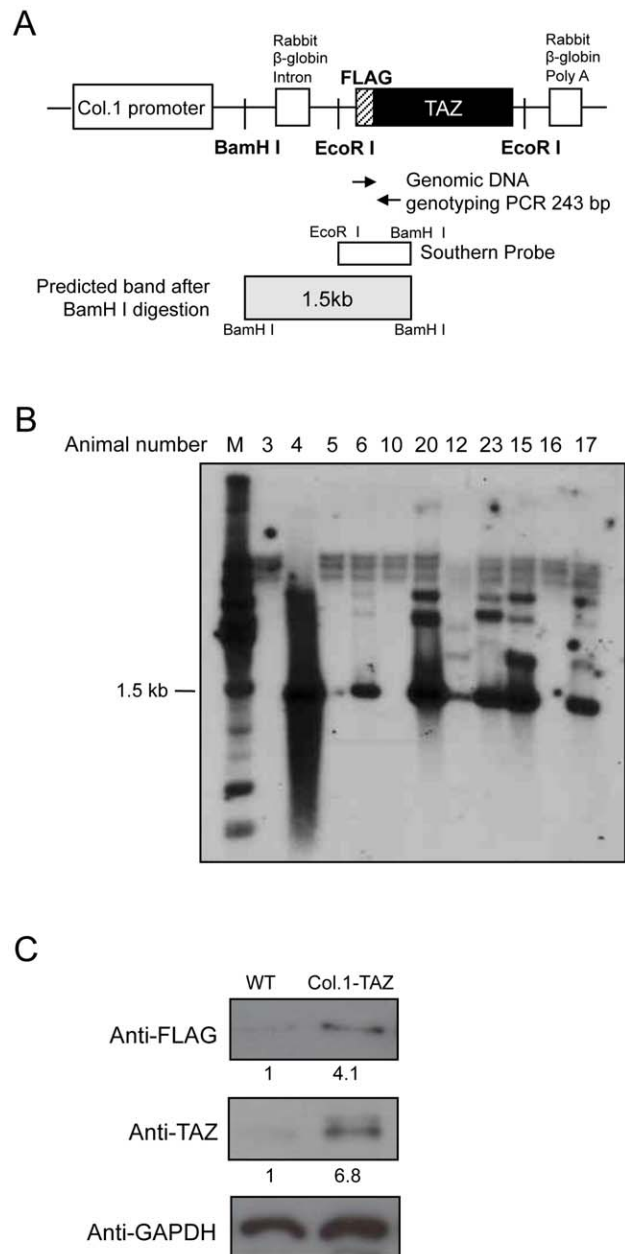 A
Rabbit
β-globin
Intron
FLAG
Rabbit
β-globin
Poly A
Col.1 promoter
TAZ
BamH I
EcoR I
EcoR I
Genomic DNA
genotyping PCR 243 bp
EcoR I
BamH I
Southern Probe
Predicted band after
BamH I digestion
1.5kb
BamH I
BamH I
B
Animal number M 3 4 5 6 10 20 12 23 15 16 17
1.5 kb
C
WT Col.1-TAZ
Anti-FLAG
1 4.1
Anti-TAZ
1 6.8
Anti-GAPDH